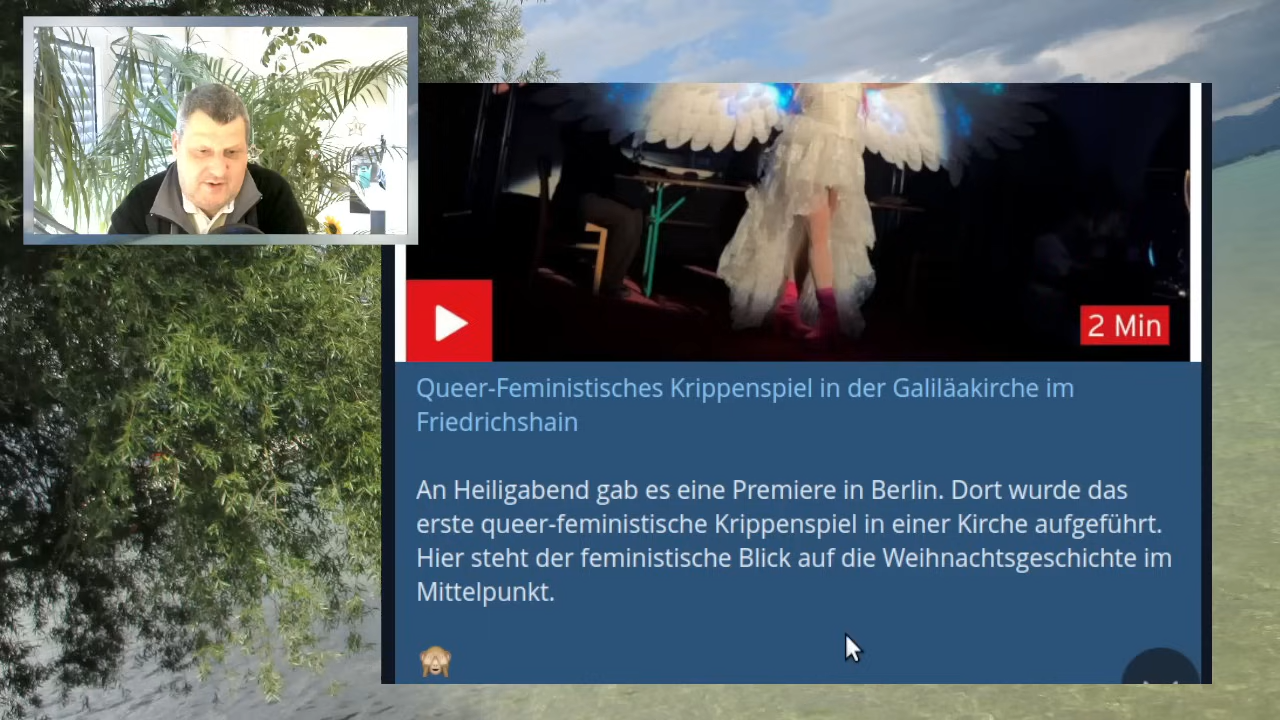 2 Min
Queer-Feministisches Krippenspiel in der Galiläakirche im
Friedrichshain
An Heiligabend gab es eine Premiere in Berlin. Dort wurde das
erste queer-feministische Krippenspiel in einer Kirche aufgeführt.
Hier steht der feministische Blick auf die Weihnachtsgeschichte im
Mittelpunkt.